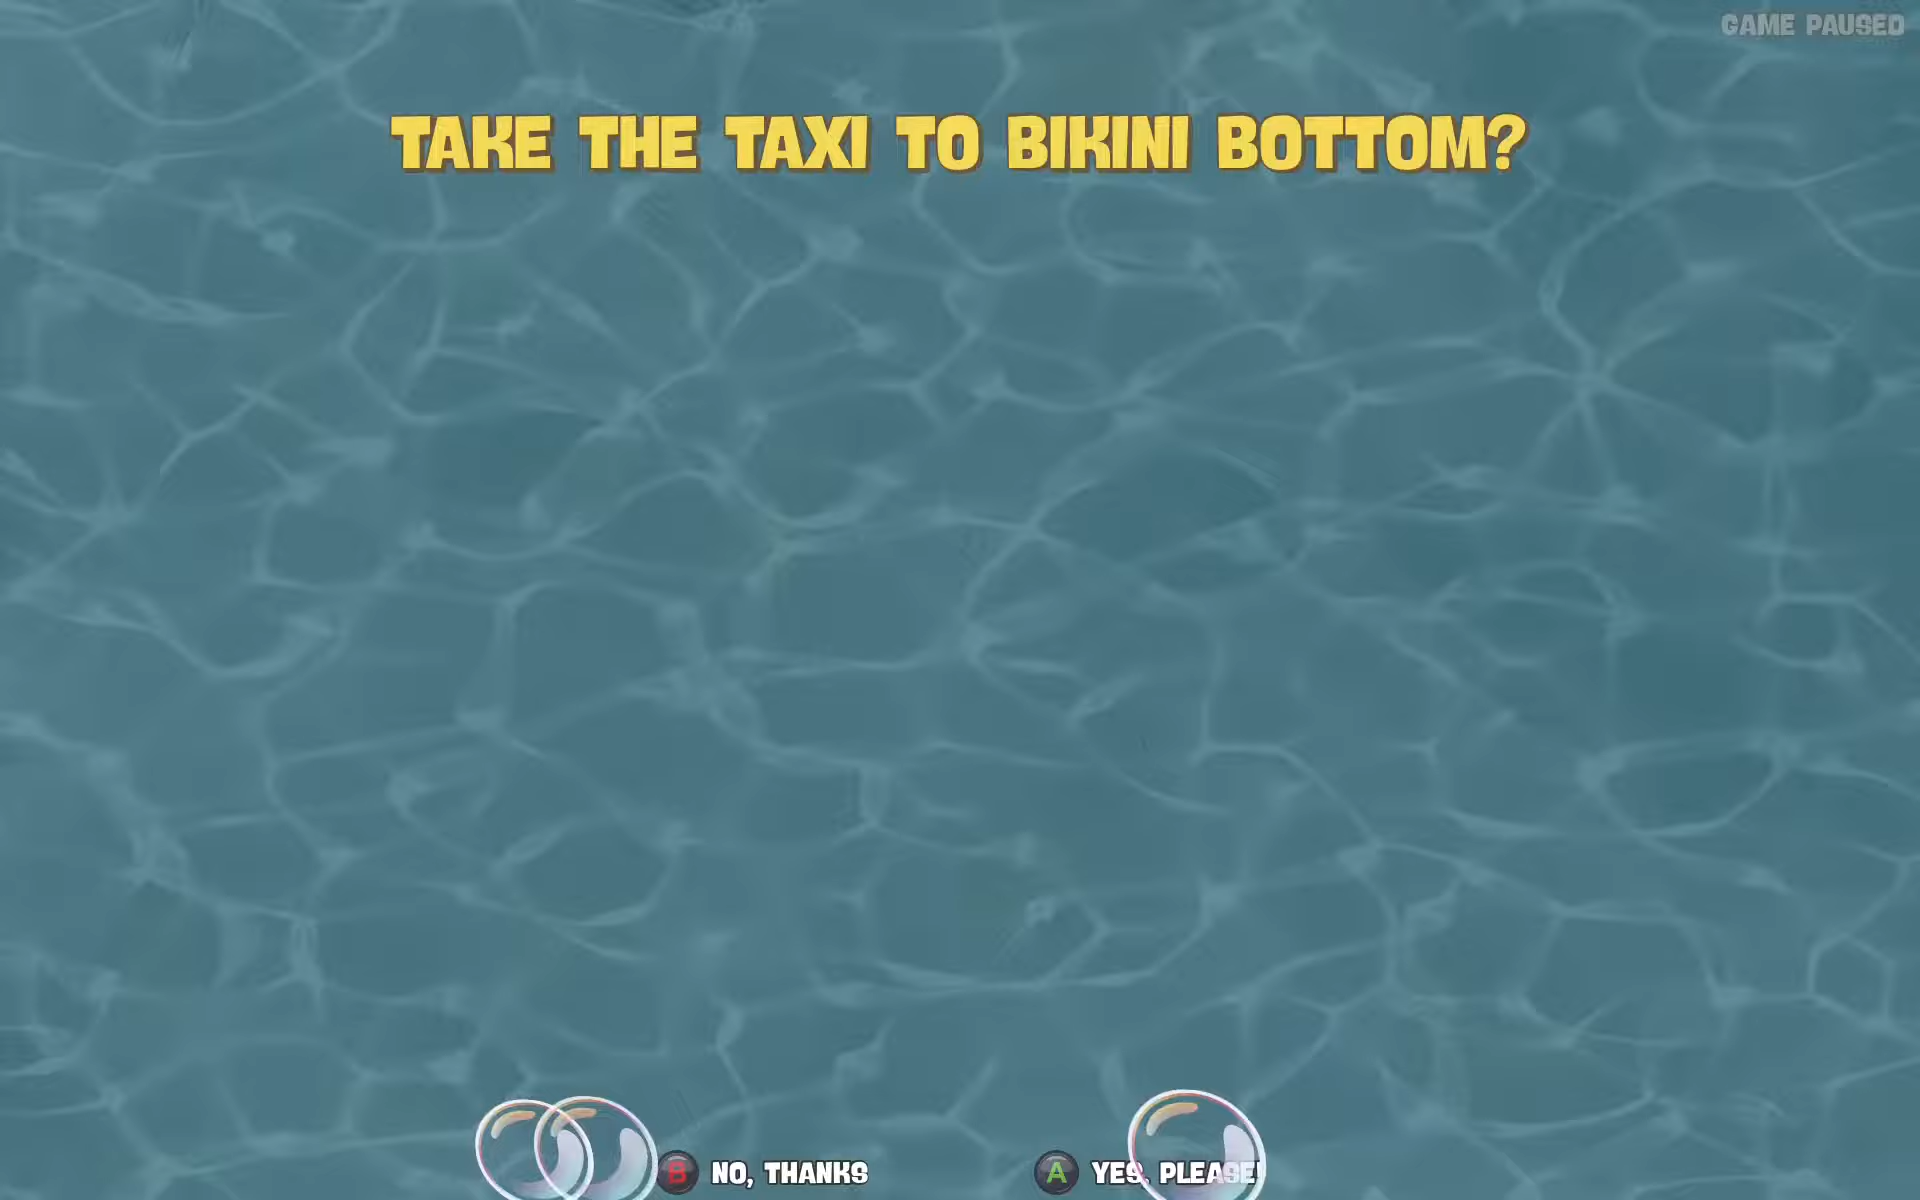 GAME PAUSED
TAKE THE TAXI TO BIKINI BOTTOM?
B NO, THANKS
A YES, PLEASE!